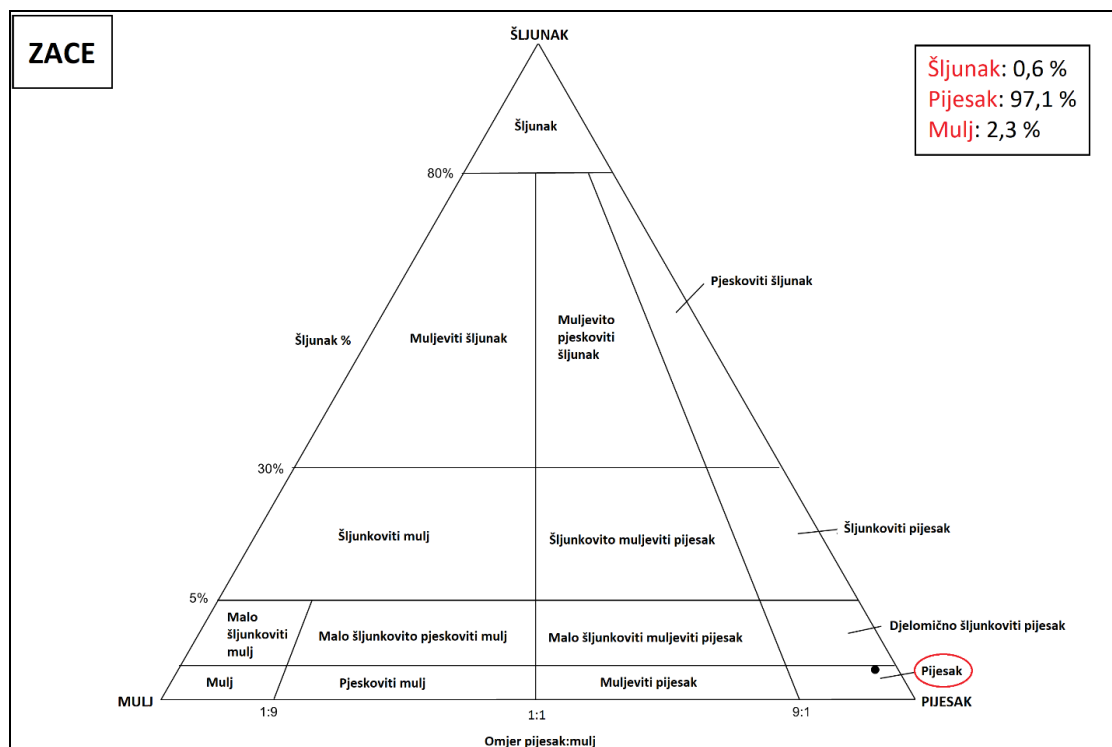 ZACE
ŠLJUNAK
Šljunak: 0,6 %
Pijesak: 97,1 %
Mulj: 2,3 %
Šljunak
80%
Pjeskoviti šljunak
Šljunak %
Muljeviti šljunak
Muljevito
pjeskoviti
šljunak
30%
Šljunkoviti mulj
Šljunkovito muljeviti pijesak
Šljunkoviti pijesak
5%
Malo
šljunkoviti
mulj
Malo šljunkovito pjeskoviti mulj
Malo šljunkoviti muljeviti pijesak
Djelomično šljunkoviti pijesak
Mulj
Pjeskoviti mulj
Muljeviti pijesak
Pijesak
MULJ
PIJESAK
1:9
1:1
9:1
Omjer pijesak:mulj